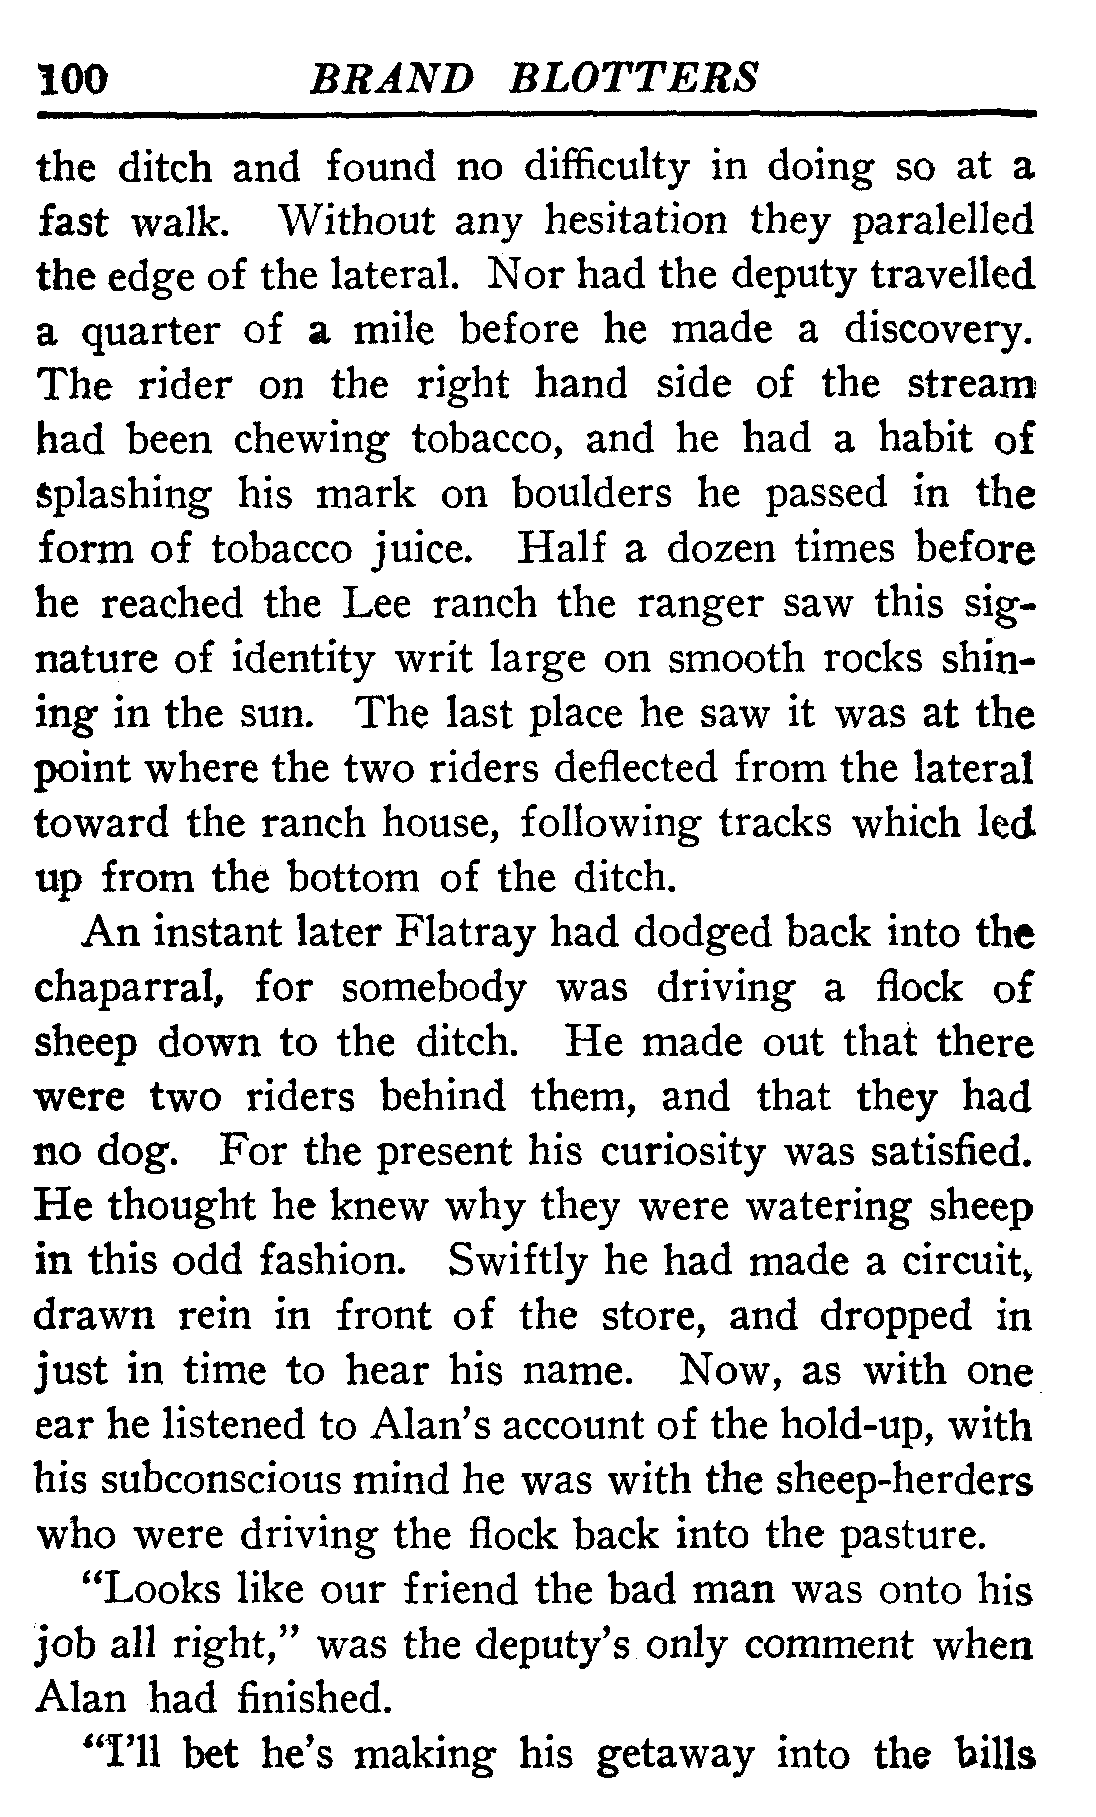 100 BRAND BLOTTERS
the ditch and found no difficulty in doing so at a
fast walk. Without any hesitation they paralelled
the edge of the lateral. Nor had the deputy travelled
a quarter of a mile before he made a discovery.
The rider on the right hand side of the stream
had been chewing tobacco, and he had a habit of
splashing his mark on boulders he passed in the
form of tobacco juice. Half a dozen times before
he reached the Lee ranch the ranger saw this sig-
nature of identity writ large on smooth rocks shin-
ing in the sun. The last place he saw it was at the
point where the two riders deflected from the lateral
toward the ranch house, following tracks which led
up from the bottom of the ditch.
An instant later Flatray had dodged back into the
chaparral, for somebody was driving a flock of
sheep down to the ditch. He made out that there
were two riders behind them, and that they had
no dog. For the present his curiosity was satisfied.
He thought he knew why they were watering sheep
in this odd fashion. Swiftly he had made a circuit,
drawn rein in front of the store, and dropped in
just in time to hear his name. Now, as with one
ear he listened to Alan's account of the hold-up, with
his subconscious mind he was with the sheep-herders
who were driving the flock back into the pasture.
"Looks like our friend the bad man was onto his
job all right," was the deputy's only comment when
Alan had finished.
"I'll bet he's making his getaway into the hills